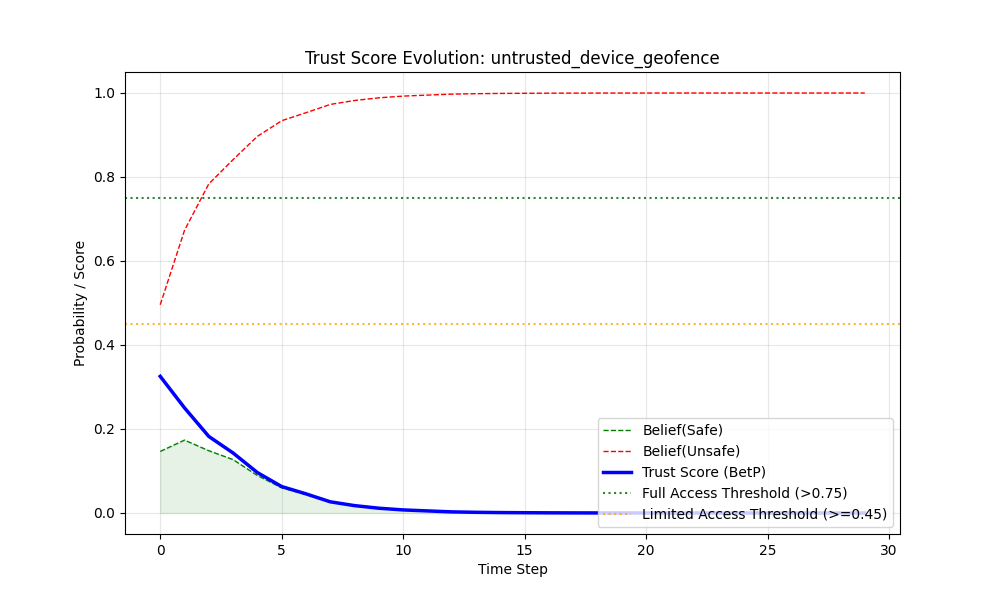 Trust Score Evolution: untrusted_device_geofence
Probability / Score
1.0
0.8
0.6
0.4
0.2
0.0
Belief(Safe)
Belief(Unsafe)
Trust Score (BetP)
Full Access Threshold (>0.75)
Limited Access Threshold (>=0.45)
0 5 10 15 20 25 30
Time Step